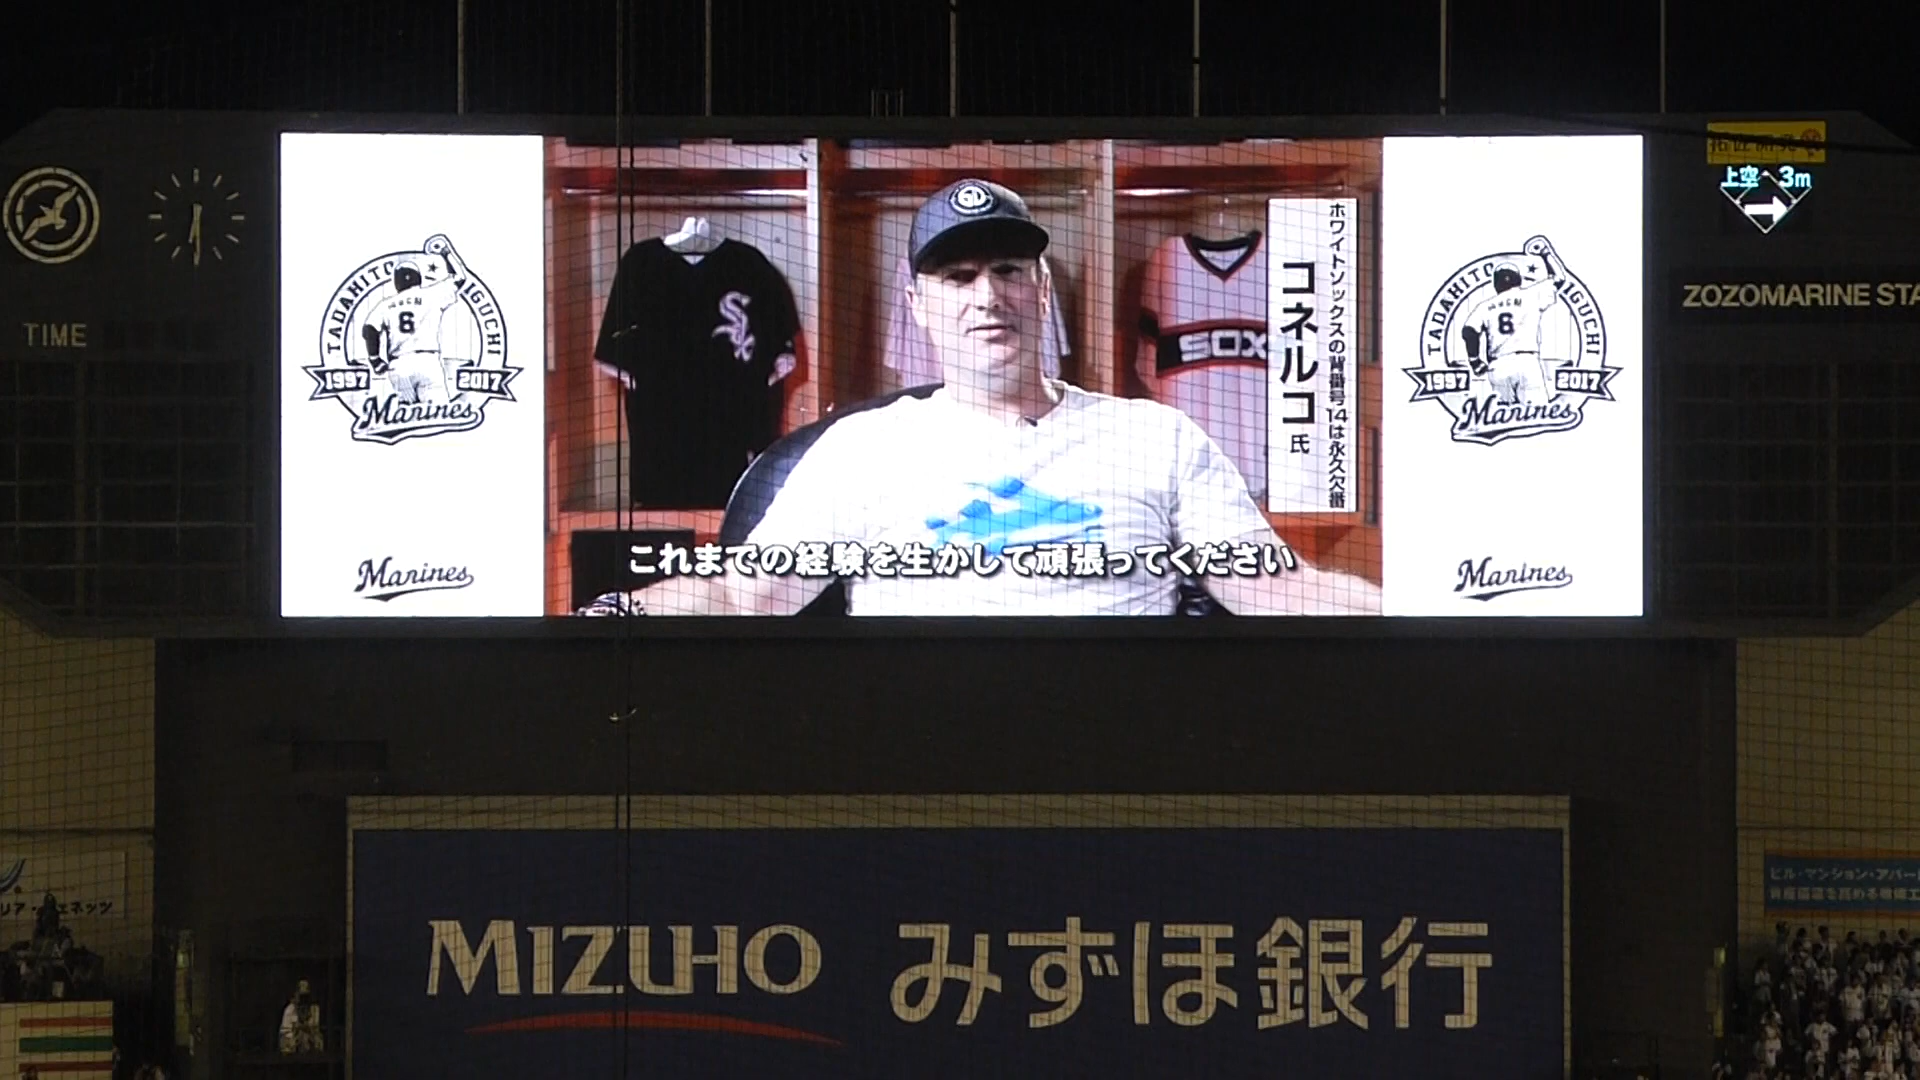 TIME
TADAHITO IGUCHI
6
1997 2017
Marines
Marines
SOX
SOX
ホワイトソックスの背番号14は永久欠番
コネルコ氏
これまでの経験を生かして頑張ってください
TADAHITO IGUCHI
6
1997 2017
Marines
Marines
上空 3m
ZOZOMARINE STA
MIZUHO みずほ銀行
ビル・マンション・アパー